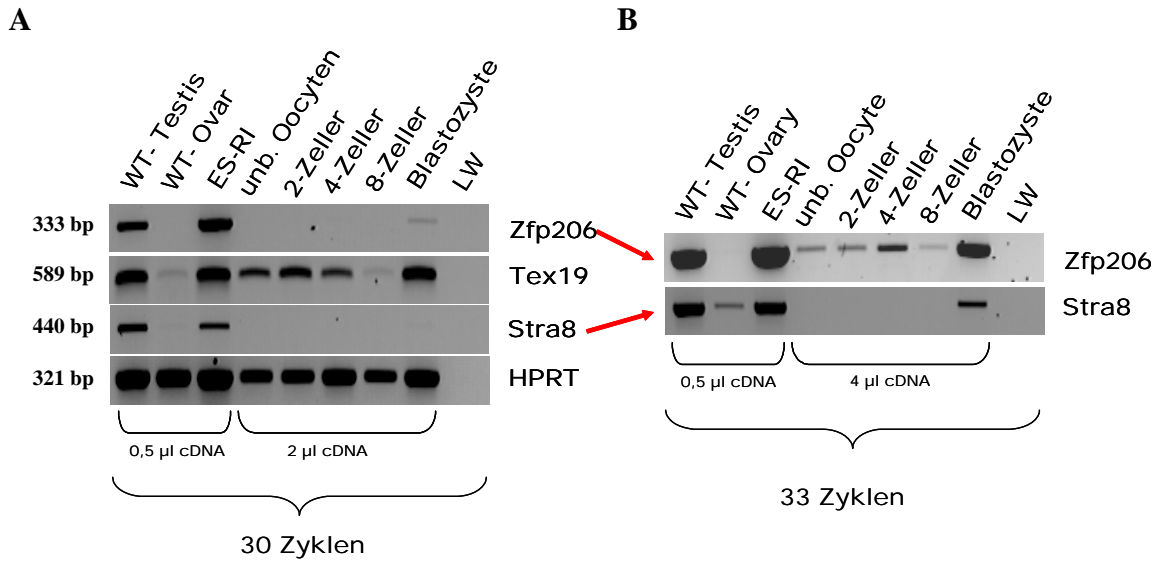 A
B
WT- Testis
WT- Ovar
ES-RI
unb. Oocyten
2-Zeller
4-Zeller
8-Zeller
Blastozyste
LW
333 bp
Zfp206
589 bp
Tex19
440 bp
Stra8
321 bp
HPRT
0,5 µl cDNA
2 µl cDNA
30 Zyklen
WT- Testis
WT- Ovary
ES-RI
unb. Oocyte
2-Zeller
4-Zeller
8-Zeller
Blastozyste
LW
Zfp206
Stra8
0,5 µl cDNA
4 µl cDNA
33 Zyklen